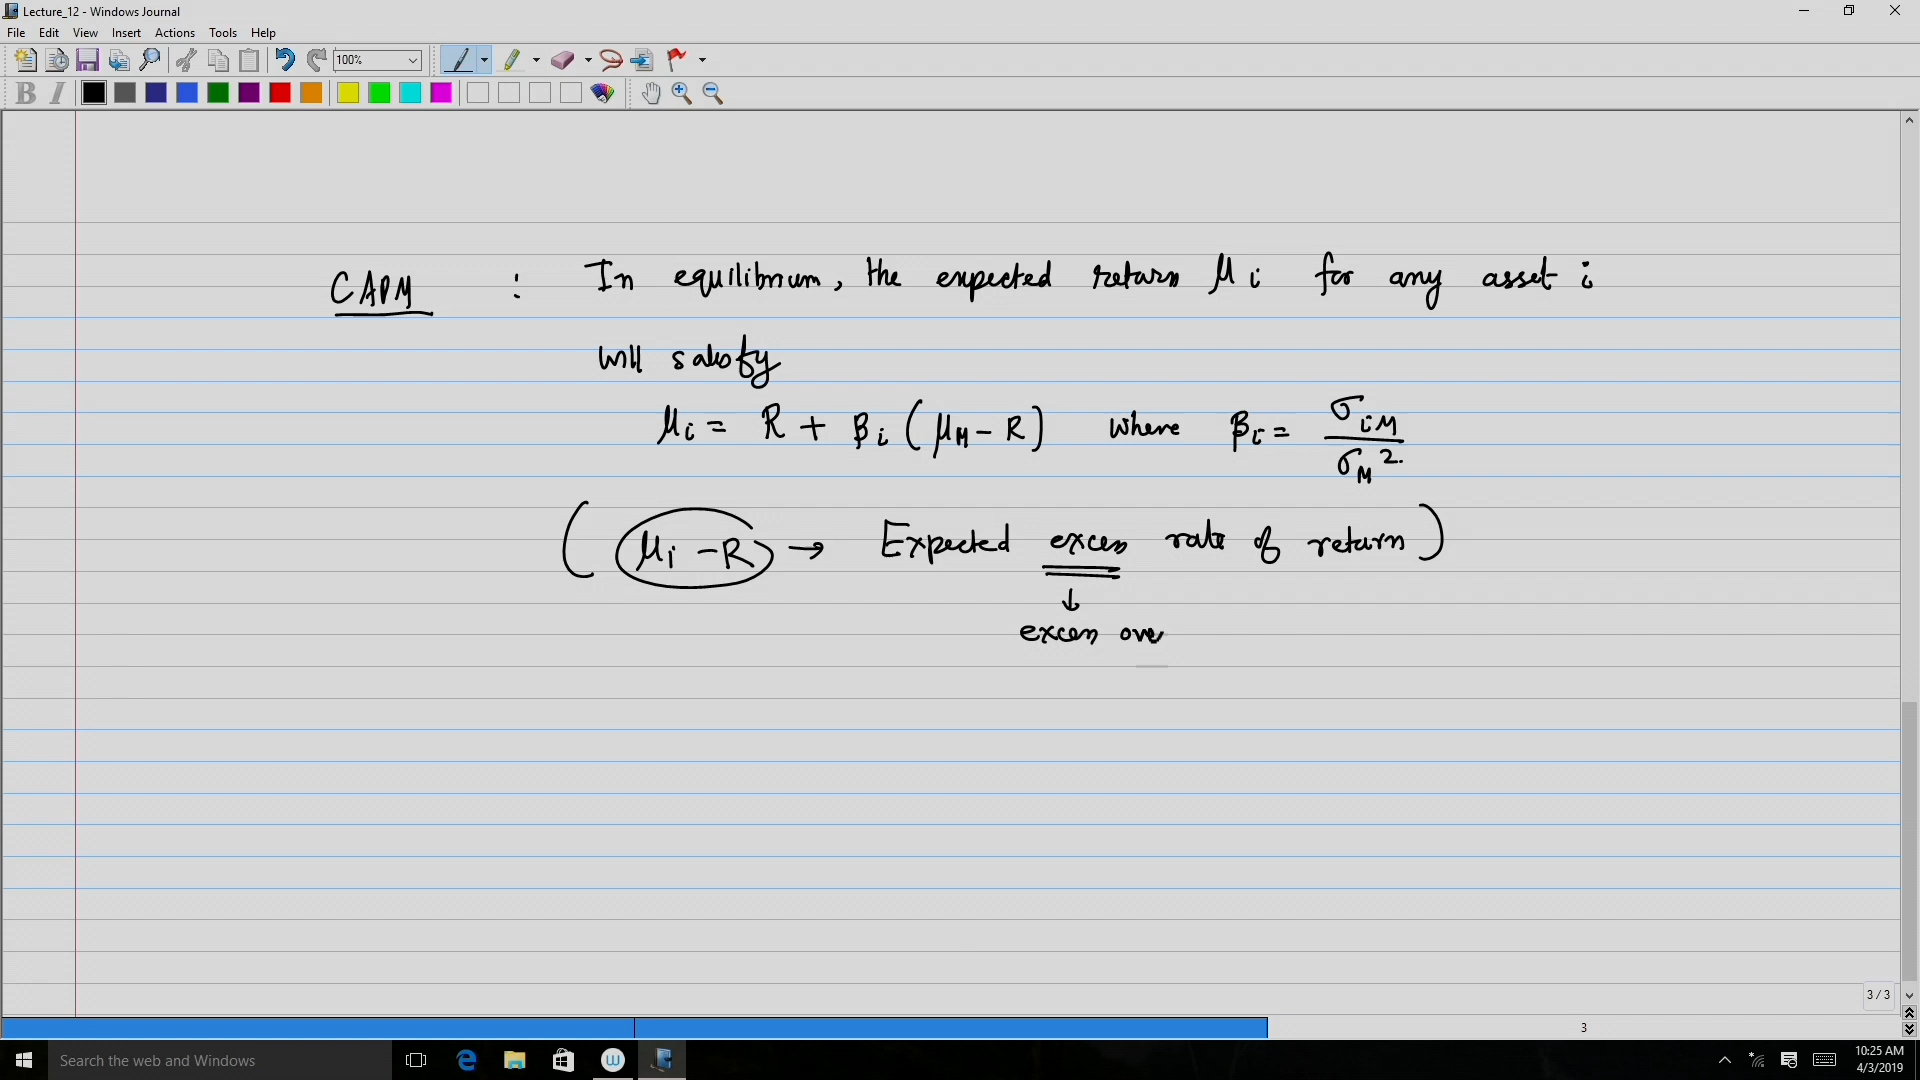 Lecture_12 - Windows Journal
File Edit View Insert Actions Tools Help
100%
B I
CAPM : In equilibrium, the expected return μi for any asset i
will satisfy
μi = R + βi (μM - R) where βi = σiM / σM²
( μi - R → Expected excess rate of return )
↓
excess over
3 / 3
3
Search the web and Windows
10:25 AM
4/3/2019